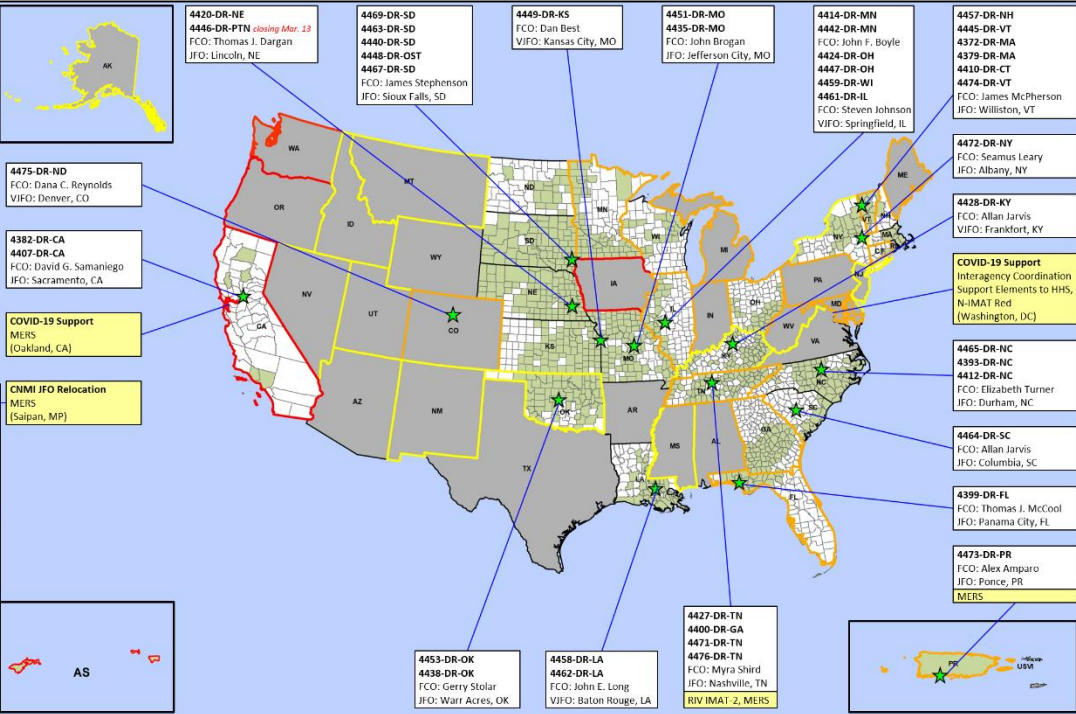 4420-DR-NE
4446-DR-PTN closing Mar. 13
FCO: Thomas J. Dargan
JFO: Lincoln, NE
4469-DR-SD
4463-DR-SD
4440-DR-SD
4448-DR-OST
4467-DR-SD
FCO: James Stephenson
JFO: Sioux Falls, SD
4449-DR-KS
FCO: Dan Best
VJFO: Kansas City, MO
4451-DR-MO
4435-DR-MO
FCO: John Brogan
JFO: Jefferson City, MO
4414-DR-MN
4442-DR-MN
FCO: John F. Boyle
4424-DR-OH
4447-DR-OH
4459-DR-WI
4461-DR-IL
FCO: Steven Johnson
VJFO: Springfield, IL
4457-DR-NH
4445-DR-VT
4372-DR-MA
4379-DR-MA
4410-DR-CT
4474-DR-VT
FCO: James McPherson
JFO: Williston, VT
4472-DR-NY
FCO: Seamus Leary
JFO: Albany, NY
4428-DR-KY
FCO: Allan Jarvis
VJFO: Frankfort, KY
COVID-19 Support
Interagency Coordination
Support Elements to HHS,
N-IMAT Red
(Washington, DC)
4465-DR-NC
4393-DR-NC
4412-DR-NC
FCO: Elizabeth Turner
JFO: Durham, NC
4464-DR-SC
FCO: Allan Jarvis
JFO: Columbia, SC
4399-DR-FL
FCO: Thomas J. McCool
JFO: Panama City, FL
4473-DR-PR
FCO: Alex Amparo
JFO: Ponce, PR
MERS
4475-DR-ND
FCO: Dana C. Reynolds
VJFO: Denver, CO
4382-DR-CA
4407-DR-CA
FCO: David G. Samaniego
JFO: Sacramento, CA
COVID-19 Support
MERS
(Oakland, CA)
CNMI JFO Relocation
MERS
(Saipan, MP)
4453-DR-OK
4438-DR-OK
FCO: Gerry Stolar
JFO: Warr Acres, OK
4458-DR-LA
4462-DR-LA
FCO: John E. Long
VJFO: Baton Rouge, LA
4427-DR-TN
4400-DR-GA
4471-DR-TN
4476-DR-TN
FCO: Myra Shird
JFO: Nashville, TN
RIV IMAT-2, MERS
AK
WA
MT
ND
MN
ME
OR
ID
SD
WI
VT
NY
MA
CT
WY
MI
NE
IA
PA
NJ
NV
UT
CO
IN
OH
MD
WV
VA
CA
KS
MO
KY
AZ
NM
OK
AR
TN
NC
SC
MS
AL
GA
TX
LA
FL
AS
PR
USVI